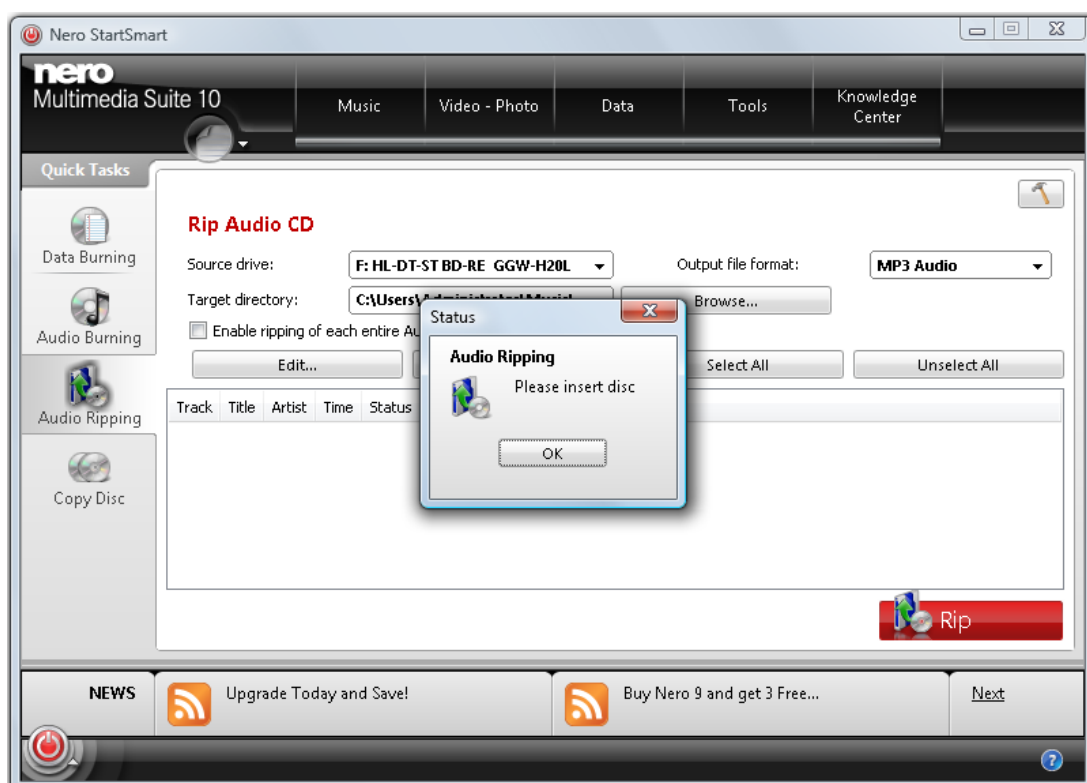 Nero StartSmart
nero
Multimedia Suite 10
Music
Video - Photo
Data
Tools
Knowledge
Center
Quick Tasks
Data Burning
Audio Burning
Audio Ripping
Copy Disc
Rip Audio CD
Source drive:
F: HL-DT-ST BD-RE GGW-H20L
Output file format:
MP3 Audio
Target directory:
C:\Users\
Browse...
Enable ripping of each entire
Edit...
Select All
Unselect All
Track Title Artist Time Status
Status
Audio Ripping
Please insert disc
OK
Rip
NEWS
Upgrade Today and Save!
Buy Nero 9 and get 3 Free...
Next
?